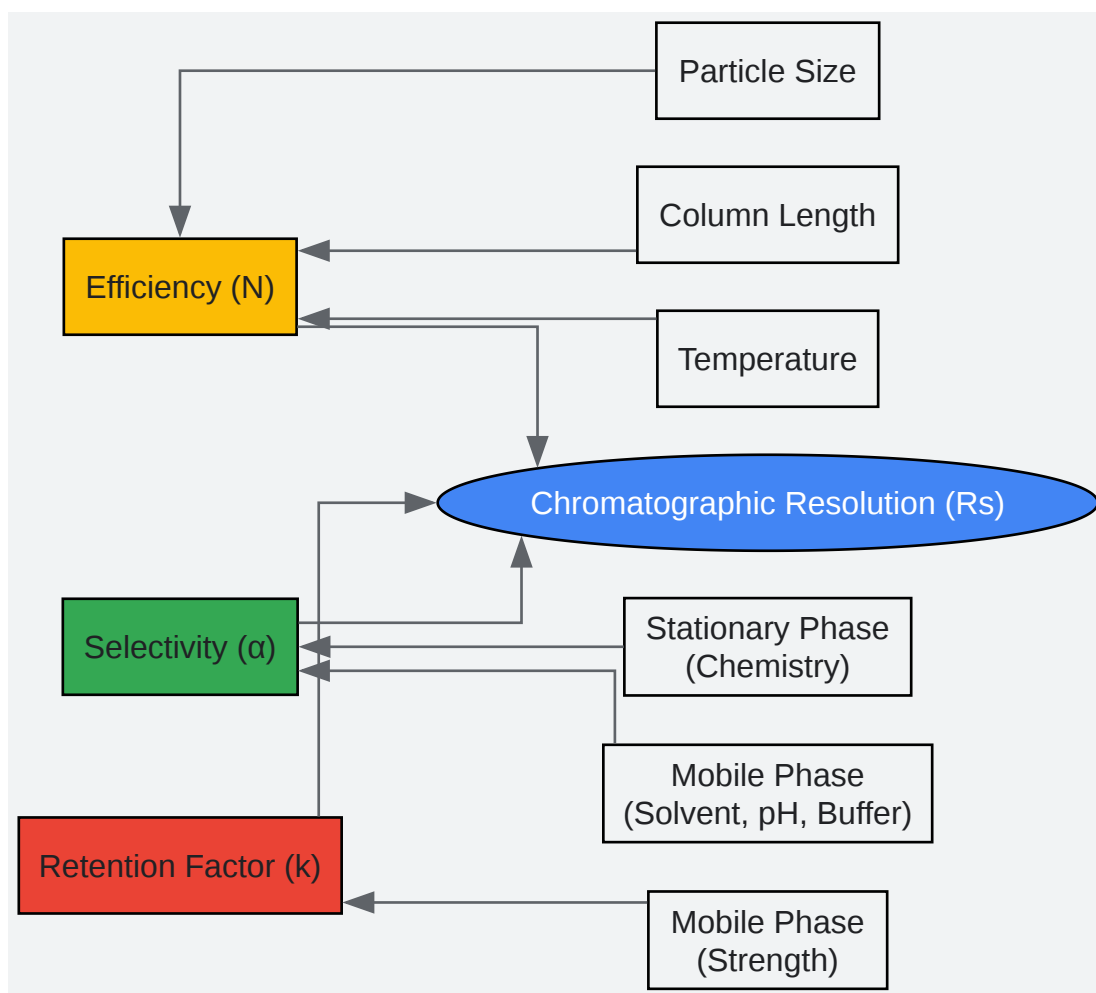 Particle Size
Column Length
Efficiency (N)
Temperature
Chromatographic Resolution (Rs)
Stationary Phase
(Chemistry)
Selectivity (α)
Mobile Phase
(Solvent, pH, Buffer)
Retention Factor (k)
Mobile Phase
(Strength)